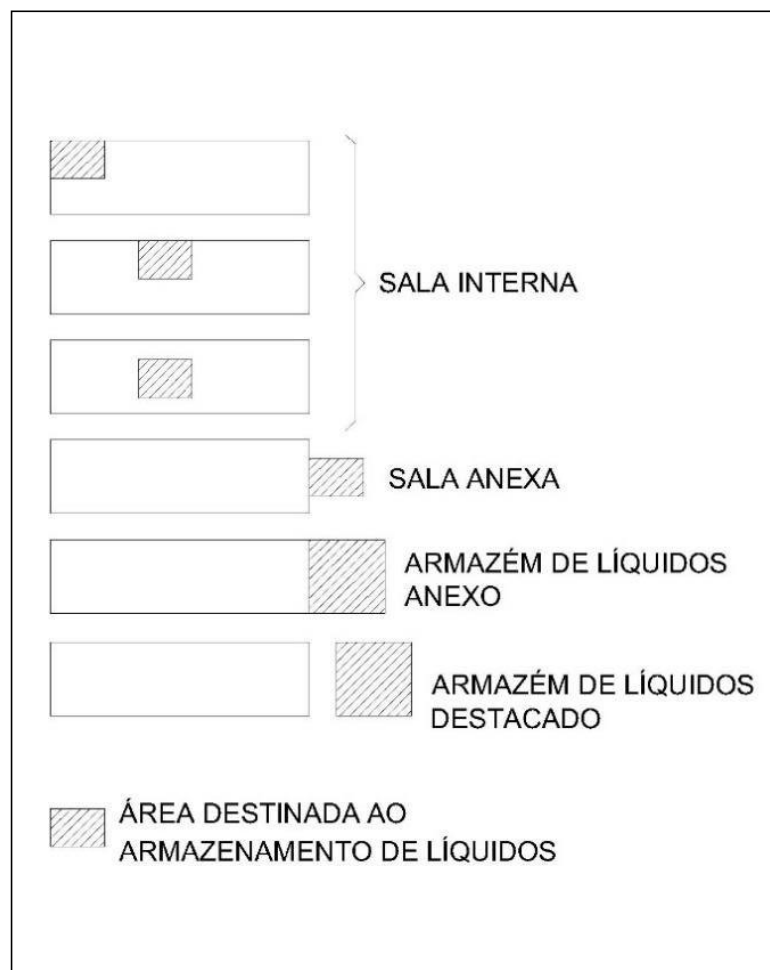 SALA INTERNA
SALA ANEXA
ARMAZÉM DE LÍQUIDOS
ANEXO
ARMAZÉM DE LÍQUIDOS
DESTACADO
ÁREA DESTINADA AO
ARMAZENAMENTO DE LÍQUIDOS